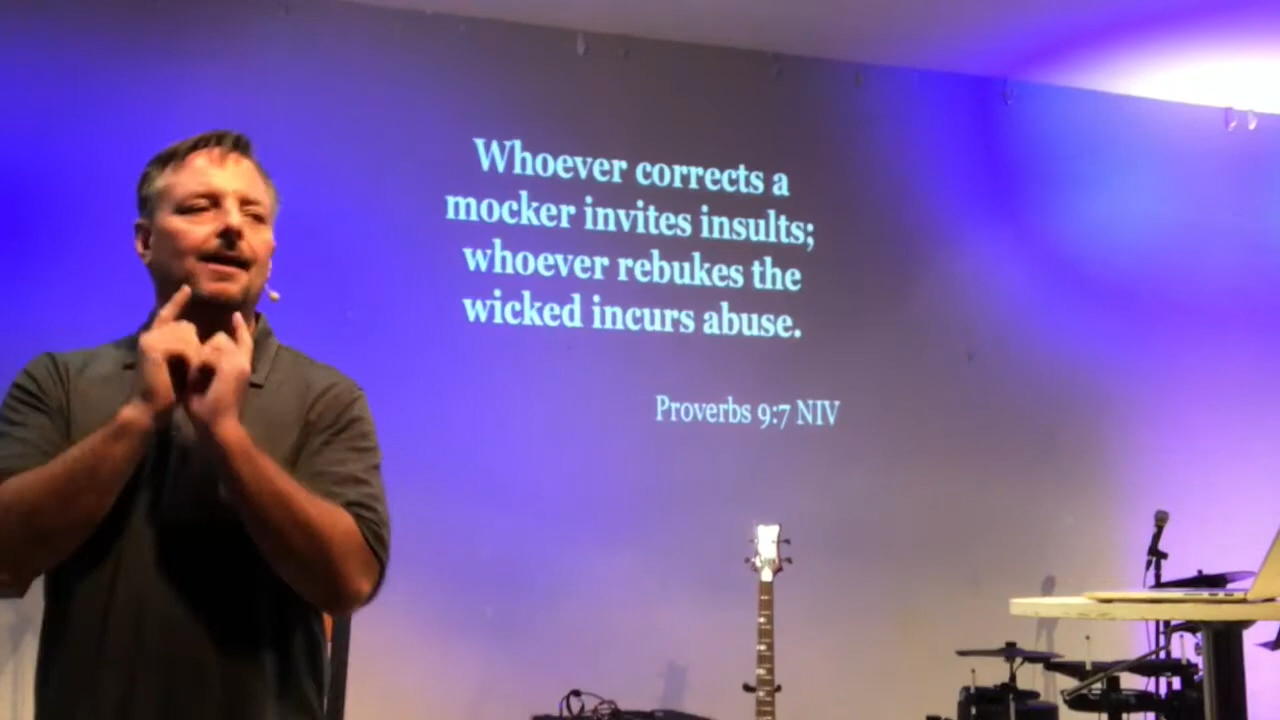 Whoever corrects a
mocker invites insults;
whoever rebukes the
wicked incurs abuse.
Proverbs 9:7 NIV